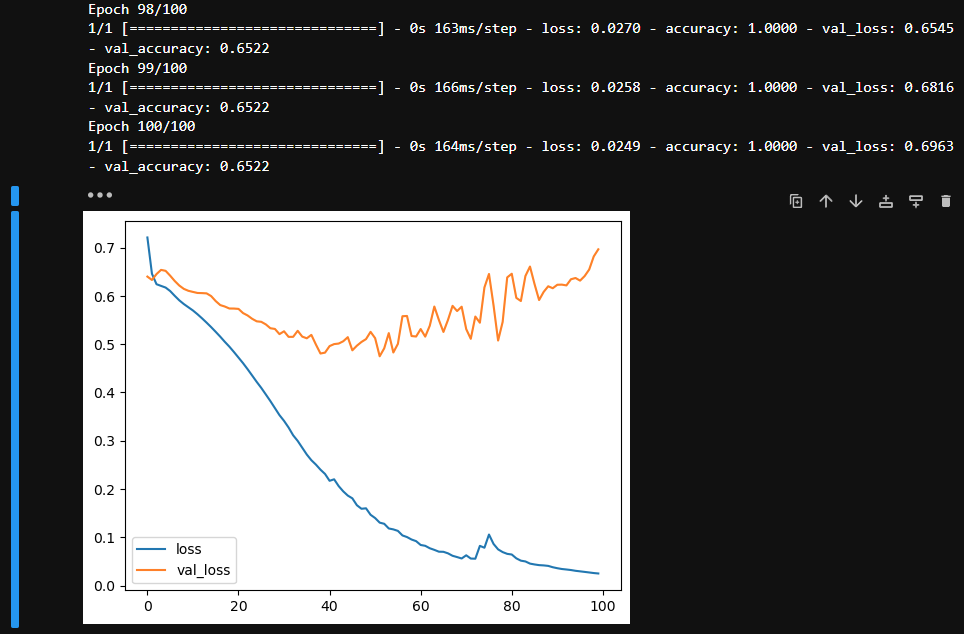 Epoch 98/100
1/1 [==============================] - 0s 163ms/step - loss: 0.0270 - accuracy: 1.0000 - val_loss: 0.6545
- val_accuracy: 0.6522
Epoch 99/100
1/1 [==============================] - 0s 166ms/step - loss: 0.0258 - accuracy: 1.0000 - val_loss: 0.6816
- val_accuracy: 0.6522
Epoch 100/100
1/1 [==============================] - 0s 164ms/step - loss: 0.0249 - accuracy: 1.0000 - val_loss: 0.6963
- val_accuracy: 0.6522
0.7
0.6
0.5
0.4
0.3
0.2
0.1
0.0
loss
val_loss
0 20 40 60 80 100